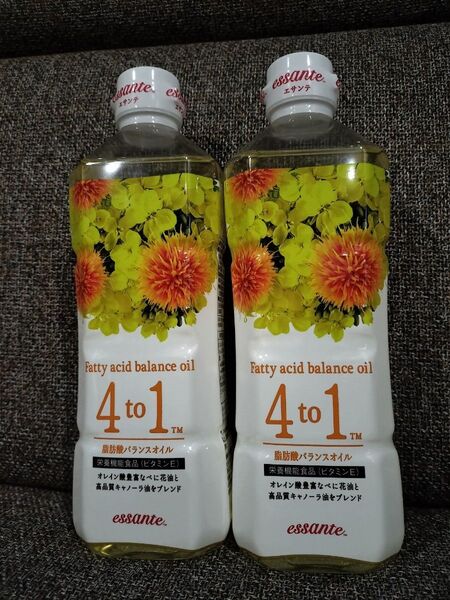 essante
エサンテ
Fatty acid balance oil
4 to 1™
脂肪酸バランスオイル
栄養機能食品(ビタミンE)
オレイン酸豊富なべに花油と
高品質キャノーラ油をブレンド
essante
essante
エサンテ
Fatty acid balance oil
4 to 1™
脂肪酸バランスオイル
栄養機能食品(ビタミンE)
オレイン酸豊富なべに花油と
高品質キャノーラ油をブレンド
essante